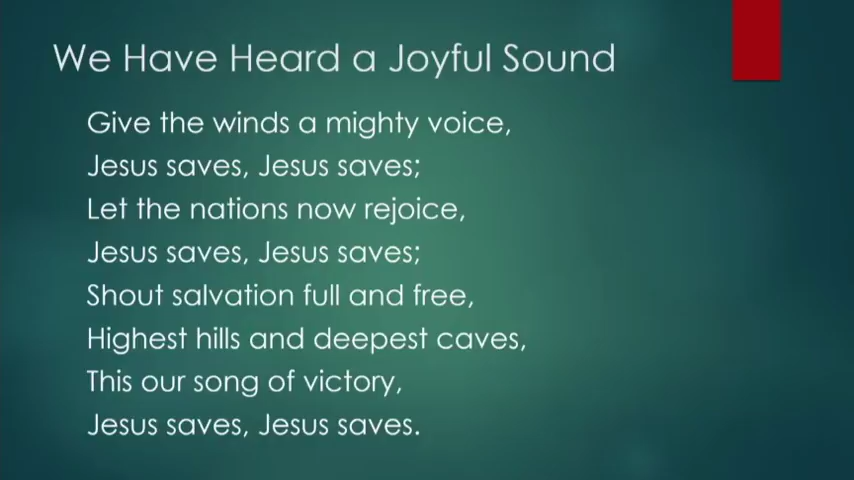 We Have Heard a Joyful Sound
Give the winds a mighty voice,
Jesus saves, Jesus saves;
Let the nations now rejoice,
Jesus saves, Jesus saves;
Shout salvation full and free,
Highest hills and deepest caves,
This our song of victory,
Jesus saves, Jesus saves.